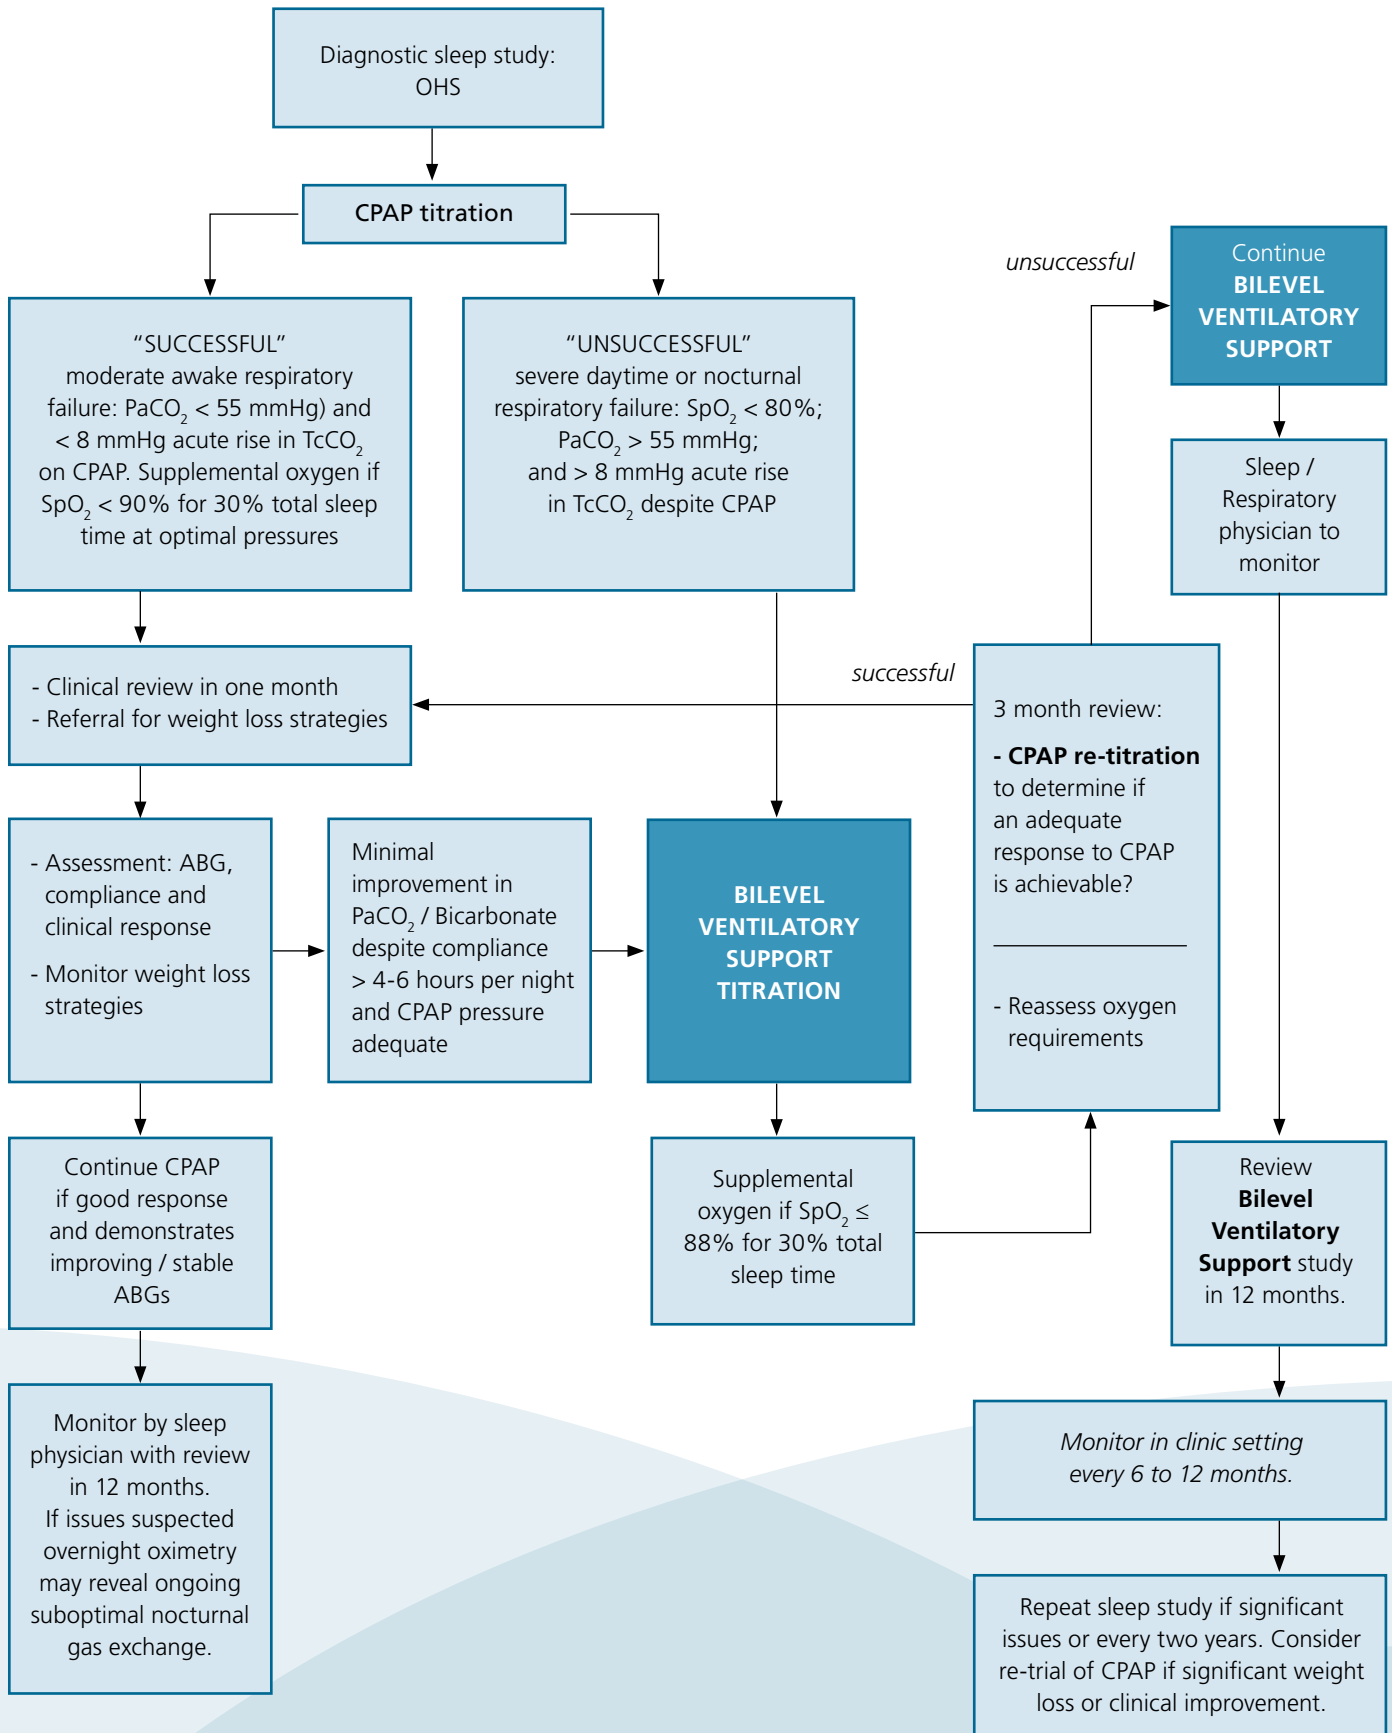 Diagnostic sleep study:
OHS
CPAP titration
"SUCCESSFUL"
moderate awake respiratory
failure: PaCO₂ < 55 mmHg) and
< 8 mmHg acute rise in TcCO₂
on CPAP. Supplemental oxygen if
SpO₂ < 90% for 30% total sleep
time at optimal pressures
"UNSUCCESSFUL"
severe daytime or nocturnal
respiratory failure: SpO₂ < 80%;
PaCO₂ > 55 mmHg;
and > 8 mmHg acute rise
in TcCO₂ despite CPAP
unsuccessful
Continue
BILEVEL
VENTILATORY
SUPPORT
Sleep /
Respiratory
physician to
monitor
- Clinical review in one month
- Referral for weight loss strategies
successful
3 month review:
- CPAP re-titration
to determine if
an adequate
response to CPAP
is achievable?
- Reassess oxygen
requirements
- Assessment: ABG,
compliance and
clinical response
- Monitor weight loss
strategies
Minimal
improvement in
PaCO₂ / Bicarbonate
despite compliance
> 4-6 hours per night
and CPAP pressure
adequate
BILEVEL
VENTILATORY
SUPPORT
TITRATION
Continue CPAP
if good response
and demonstrates
improving / stable
ABGs
Supplemental
oxygen if SpO₂ ≤
88% for 30% total
sleep time
Review
Bilevel
Ventilatory
Support study
in 12 months.
Monitor by sleep
physician with review
in 12 months.
If issues suspected
overnight oximetry
may reveal ongoing
suboptimal nocturnal
gas exchange.
Monitor in clinic setting
every 6 to 12 months.
Repeat sleep study if significant
issues or every two years. Consider
re-trial of CPAP if significant weight
loss or clinical improvement.